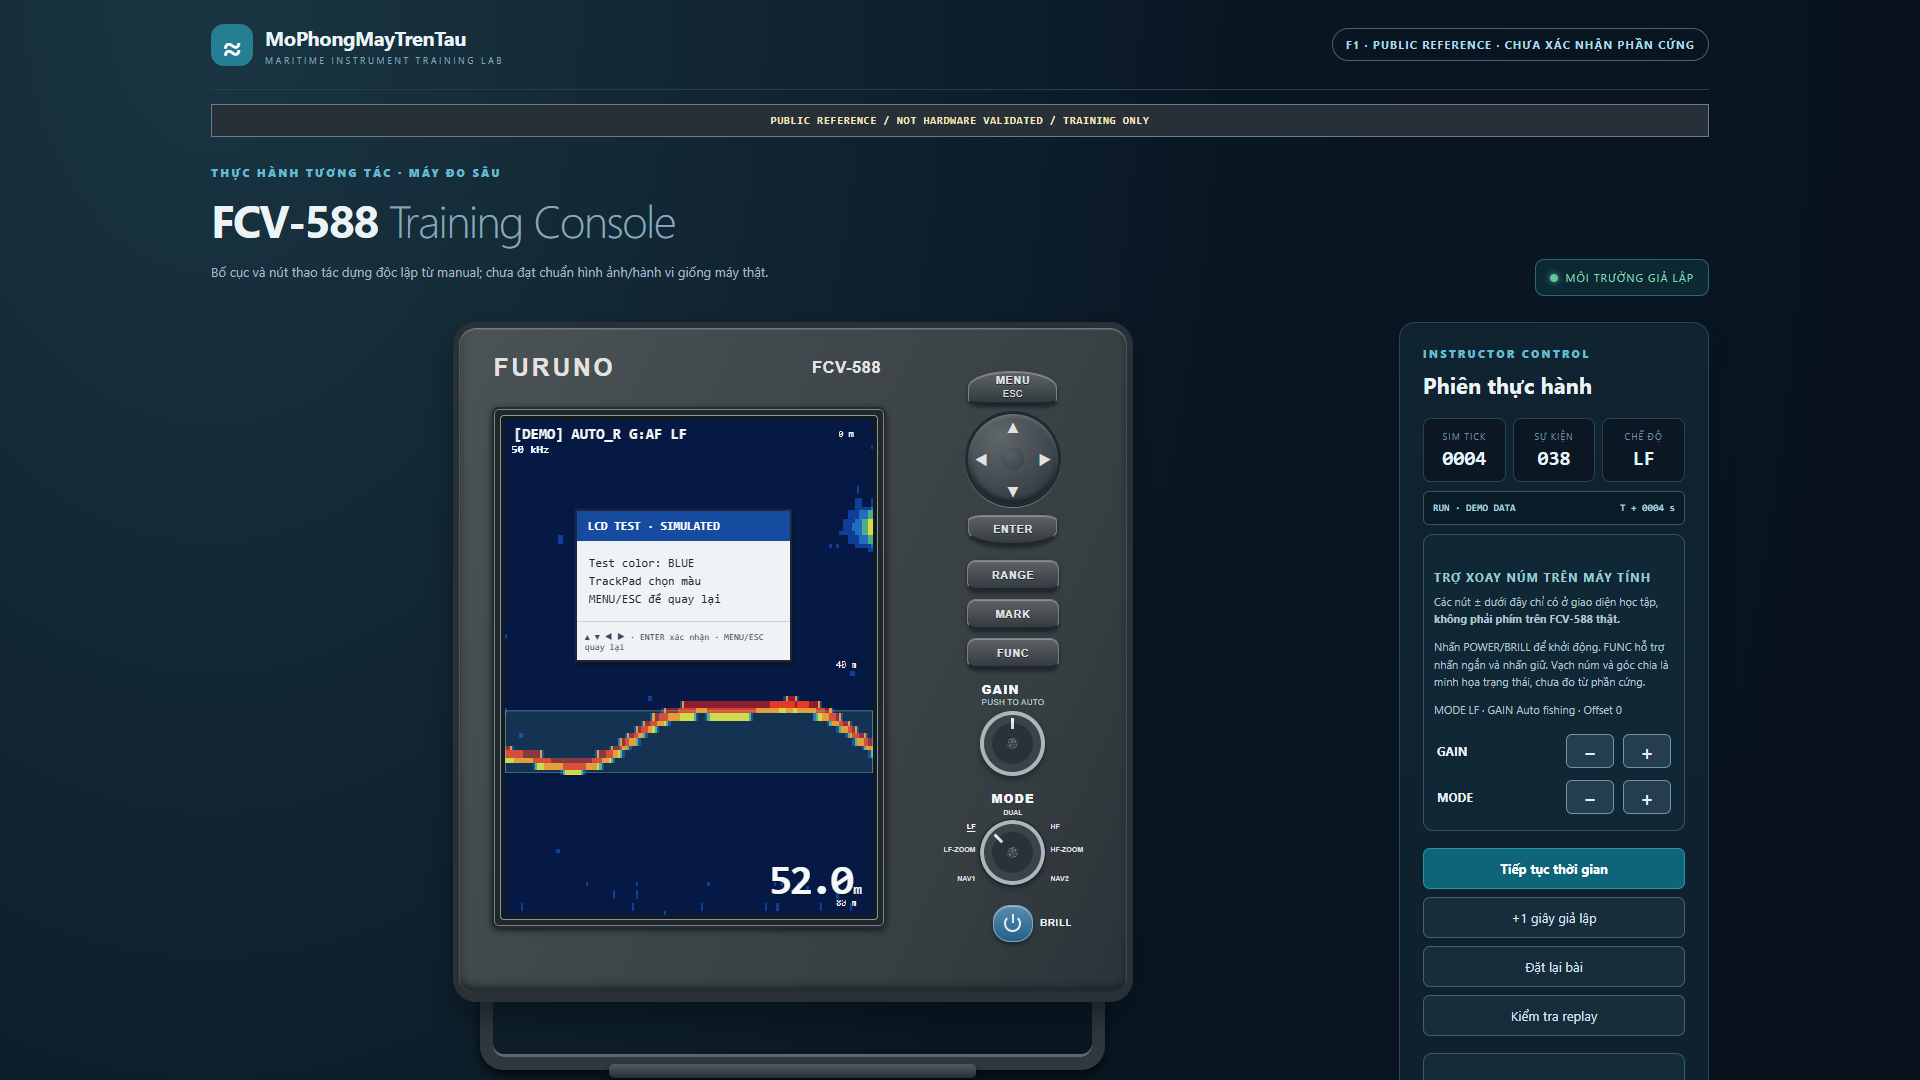 ≈ MoPhongMayTrenTau
MARITIME INSTRUMENT TRAINING LAB
F1 · PUBLIC REFERENCE · CHƯA XÁC NHẬN PHẦN CỨNG
PUBLIC REFERENCE / NOT HARDWARE VALIDATED / TRAINING ONLY
THỰC HÀNH TƯƠNG TÁC · MÁY ĐO SÂU
FCV-588 Training Console
Bố cục và nút thao tác dựng độc lập từ manual; chưa đạt chuẩn hình ảnh/hành vi giống máy thật.
MÔI TRƯỜNG GIẢ LẬP
FURUNO
FCV-588
[DEMO] AUTO_R G:AF LF
0 m
50 kHz
LCD TEST · SIMULATED
Test color: BLUE
TrackPad chọn màu
MENU/ESC để quay lại
▲ ▼ ◀ ▶ · ENTER xác nhận · MENU/ESC
quay lại
40 m
52.0m
80 m
MENU
ESC
▲
◀ ▶
▼
ENTER
RANGE
MARK
FUNC
GAIN
PUSH TO AUTO
MODE
DUAL
LF
HF
LF-ZOOM
HF-ZOOM
NAV1
NAV2
BRILL
INSTRUCTOR CONTROL
Phiên thực hành
SIM TICK
0004
SỰ KIỆN
038
CHẾ ĐỘ
LF
RUN · DEMO DATA
T + 0004 s
TRỢ XOAY NÚM TRÊN MÁY TÍNH
Các nút ± dưới đây chỉ có ở giao diện học tập,
không phải phím trên FCV-588 thật.
Nhấn POWER/BRILL để khởi động. FUNC hỗ trợ
nhấn ngắn và nhấn giữ. Vạch núm và góc chia là
minh họa trạng thái, chưa đo từ phần cứng.
MODE LF · GAIN Auto fishing · Offset 0
GAIN − +
MODE − +
Tiếp tục thời gian
+1 giây giả lập
Đặt lại bài
Kiểm tra replay